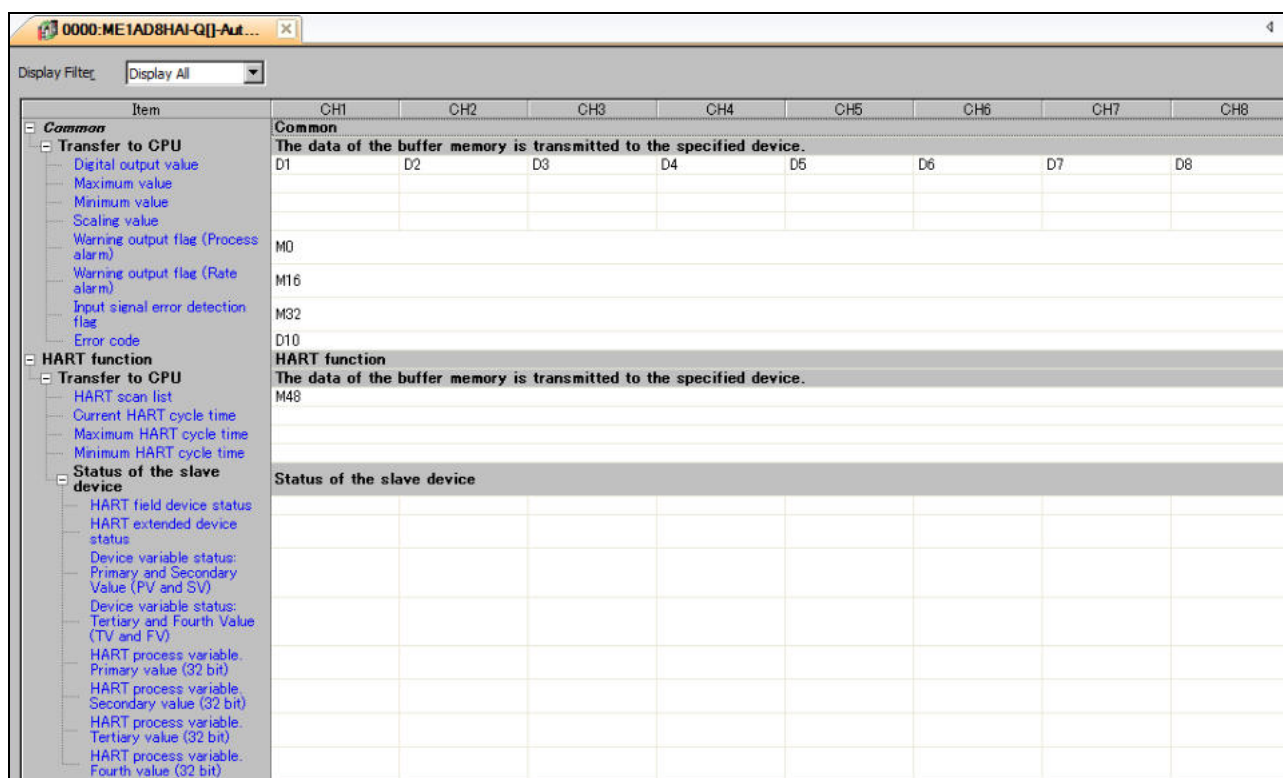 0000:ME1AD8HAI-Q[]-Aut...
Display Filter Display All
Item CH1 CH2 CH3 CH4 CH5 CH6 CH7 CH8
Common Common
Transfer to CPU The data of the buffer memory is transmitted to the specified device.
Digital output value D1 D2 D3 D4 D5 D6 D7 D8
Maximum value
Minimum value
Scaling value
Warning output flag (Process
alarm) M0
Warning output flag (Rate
alarm) M16
Input signal error detection
flag M32
Error code D10
HART function HART function
Transfer to CPU The data of the buffer memory is transmitted to the specified device.
HART scan list M48
Current HART cycle time
Maximum HART cycle time
Minimum HART cycle time
Status of the slave
device Status of the slave device
HART field device status
HART extended device
status
Device variable status:
Primary and Secondary
Value (PV and SV)
Device variable status:
Tertiary and Fourth Value
(TV and FV)
HART process variable.
Primary value (32 bit)
HART process variable.
Secondary value (32 bit)
HART process variable.
Tertiary value (32 bit)
HART process variable.
Fourth value (32 bit)